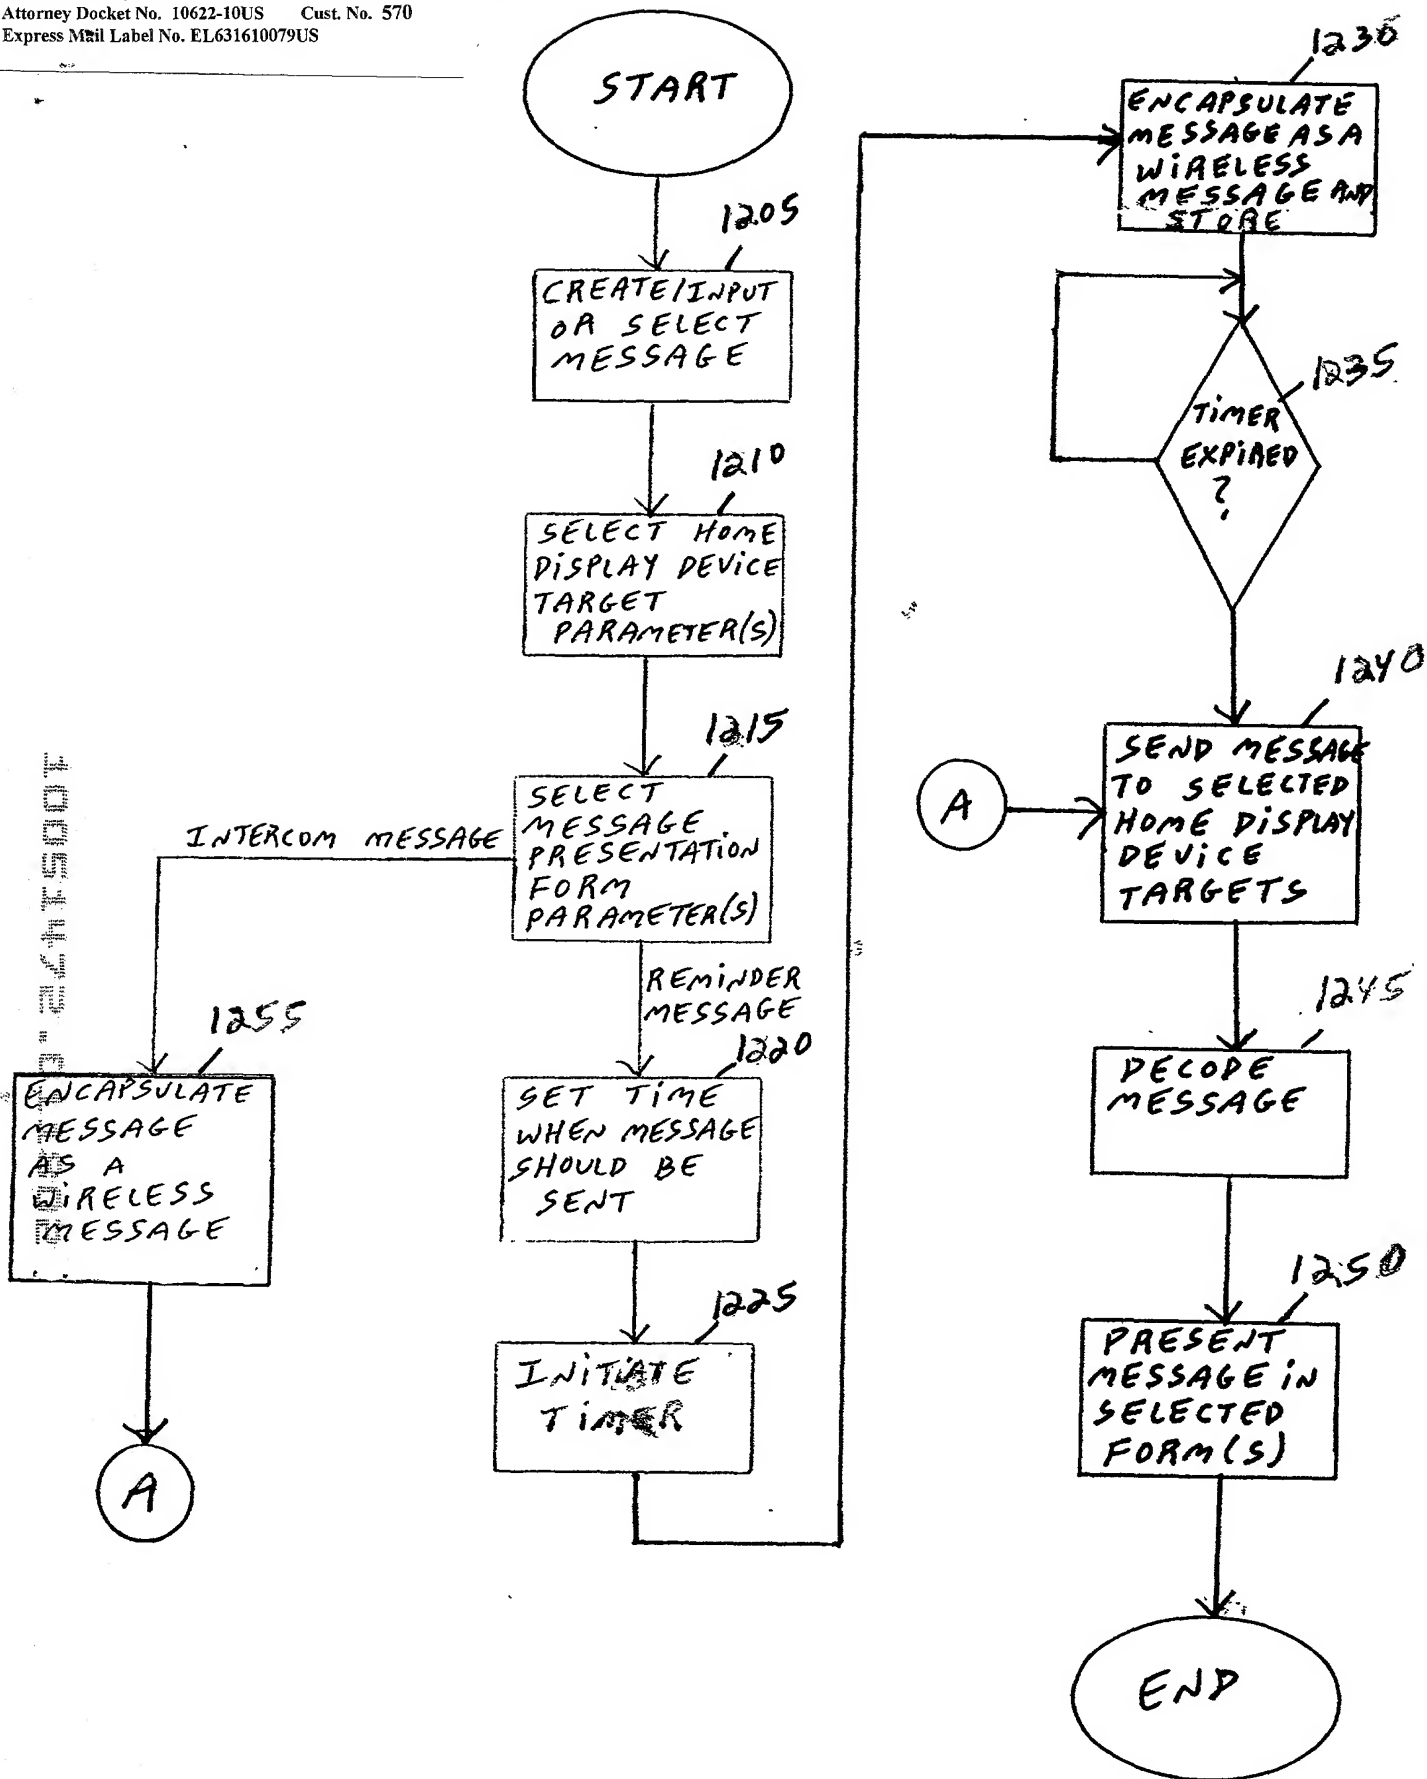 Attorney Docket No. 10622-10US Cust. No. 570
Express Mail Label No. EL631610079US
START
1205
CREATE/INPUT
OR SELECT
MESSAGE
1210
SELECT HOME
DISPLAY DEVICE
TARGET
PARAMETER(S)
1215
SELECT
MESSAGE
PRESENTATION
FORM
PARAMETER(S)
INTERCOM MESSAGE
REMINDER
MESSAGE
1255
ENCAPSULATE
MESSAGE
AS A
WIRELESS
MESSAGE
A
1220
SET TIME
WHEN MESSAGE
SHOULD BE
SENT
1225
INITIATE
TIMER
1230
ENCAPSULATE
MESSAGE AS A
WIRELESS
MESSAGE AND
STORE
1235
TIMER
EXPIRED
?
1240
A
SEND MESSAGE
TO SELECTED
HOME DISPLAY
DEVICE
TARGETS
1245
DECODE
MESSAGE
1250
PRESENT
MESSAGE IN
SELECTED
FORM(S)
END